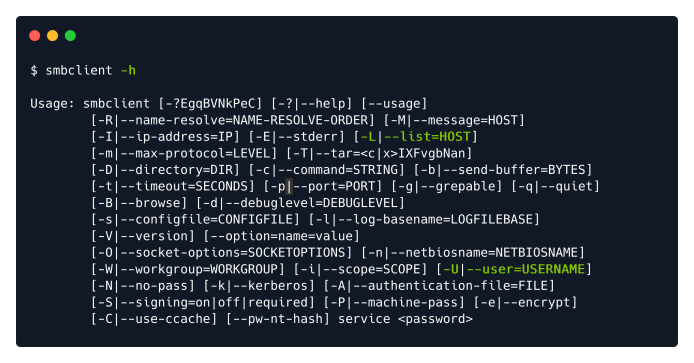 $ smbclient -h
Usage: smbclient [-?EgqBVNkPeC] [-?|--help] [--usage]
[-R|--name-resolve=NAME-RESOLVE-ORDER] [-M|--message=HOST]
[-I|--ip-address=IP] [-E|--stderr] [-L|--list=HOST]
[-m|--max-protocol=LEVEL] [-T|--tar=<c|x>IXFvgbNan]
[-D|--directory=DIR] [-c|--command=STRING] [-b|--send-buffer=BYTES]
[-t|--timeout=SECONDS] [-p|--port=PORT] [-g|--grepable] [-q|--quiet]
[-B|--browse] [-d|--debuglevel=DEBUGLEVEL]
[-s|--configfile=CONFIGFILE] [-l|--log-basename=LOGFILEBASE]
[-V|--version] [--option=name=value]
[-O|--socket-options=SOCKETOPTIONS] [-n|--netbiosname=NETBIOSNAME]
[-W|--workgroup=WORKGROUP] [-i|--scope=SCOPE] [-U|--user=USERNAME]
[-N|--no-pass] [-k|--kerberos] [-A|--authentication-file=FILE]
[-S|--signing=on|off|required] [-P|--machine-pass] [-e|--encrypt]
[-C|--use-ccache] [--pw-nt-hash] service <password>